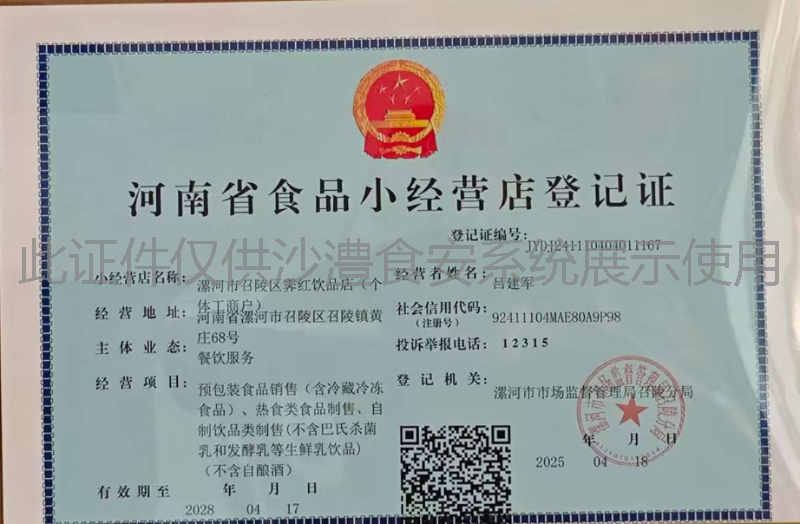 河南省食品小经营店登记证
登记证编号: JYDJ241110404011167
此证件仅供沙澧食安系统展示使用
小经营店名称: 漯河市召陵区霁红饮品店（个体工商户）
经营者姓名: 吕建军
经营地址: 河南省漯河市召陵区召陵镇黄庄68号
社会信用代码: 92411104MAE80A9P98
（注册号）
主体业态: 餐饮服务
投诉举报电话: 12315
经营项目: 预包装食品销售（含冷藏冷冻
食品）、热食类食品制售、自
制饮品类制售(不含巴氏杀菌
乳和发酵乳等生鲜乳饮品)
（不含自酿酒）
登记机关: 漯河市市场监督管理局召陵分局
年 月 日
2025 04 18
有效期至 年 月 日
2028 04 17